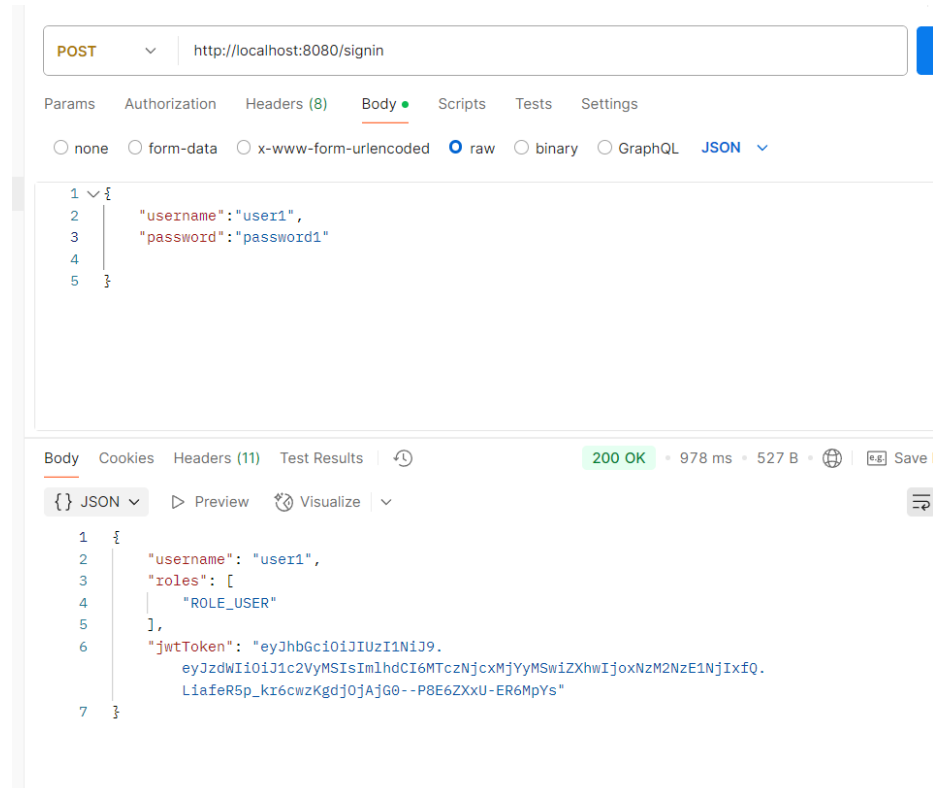 POST http://localhost:8080/signin
Params Authorization Headers (8) Body Scripts Tests Settings
none form-data x-www-form-urlencoded raw binary GraphQL JSON
1 {
2 "username":"user1",
3 "password":"password1"
4
5 }
Body Cookies Headers (11) Test Results 200 OK 978 ms 527 B e.g. Save
{} JSON Preview Visualize
1 {
2 "username": "user1",
3 "roles": [
4 "ROLE_USER"
5 ],
6 "jwtToken": "eyJhbGciOiJIUzI1NiJ9.
eyJzdWIiOiJ1c2VyMSIsImlhdCI6MTczNjcxMjYyMSwiZXhwIjoxNzM2NzE1NjIxfQ.
LiafeR5p_kr6cwzKgdjOjAjG0--P8E6ZXxU-ER6MpYs"
7 }